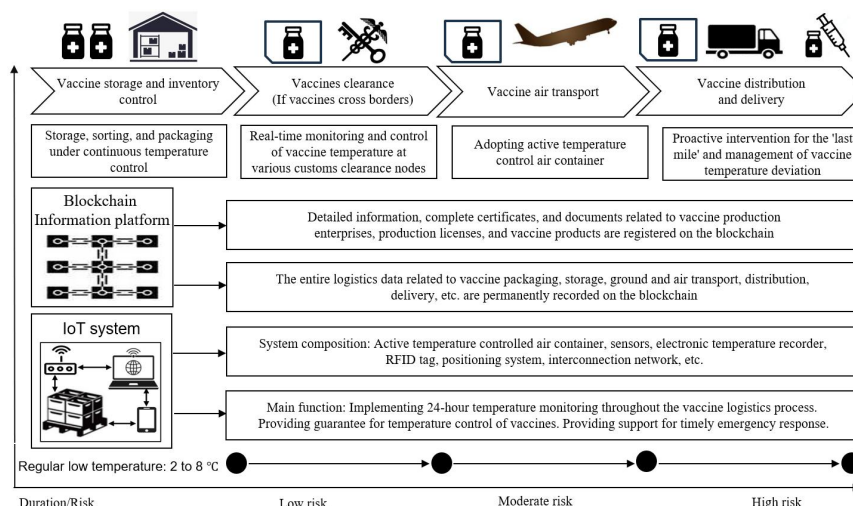 Vaccine storage and inventory
control
Vaccines clearance
(If vaccines cross borders)
Vaccine air transport
Vaccine distribution
and delivery
Storage, sorting, and packaging
under continuous temperature
control
Real-time monitoring and control
of vaccine temperature at
various customs clearance nodes
Adopting active temperature
control air container
Proactive intervention for the 'last
mile' and management of vaccine
temperature deviation
Blockchain
Information platform
Detailed information, complete certificates, and documents related to vaccine production
enterprises, production licenses, and vaccine products are registered on the blockchain
The entire logistics data related to vaccine packaging, storage, ground and air transport, distribution,
delivery, etc. are permanently recorded on the blockchain
IoT system
System composition: Active temperature controlled air container, sensors, electronic temperature recorder,
RFID tag, positioning system, interconnection network, etc.
Main function: Implementing 24-hour temperature monitoring throughout the vaccine logistics process.
Providing guarantee for temperature control of vaccines. Providing support for timely emergency response.
Regular low temperature: 2 to 8 ℃
Duration/Risk
Low risk
Moderate risk
High risk